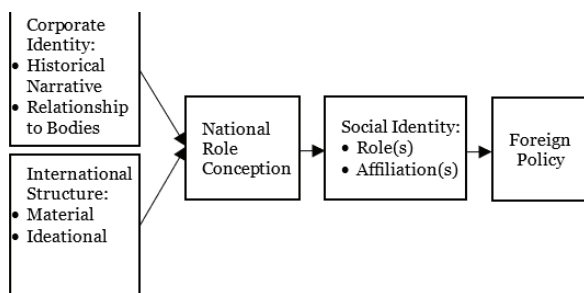 Corporate
Identity:
• Historical
Narrative
• Relationship
to Bodies
International
Structure:
• Material
• Ideational
National
Role
Conception
Social Identity:
• Role(s)
• Affiliation(s)
Foreign
Policy